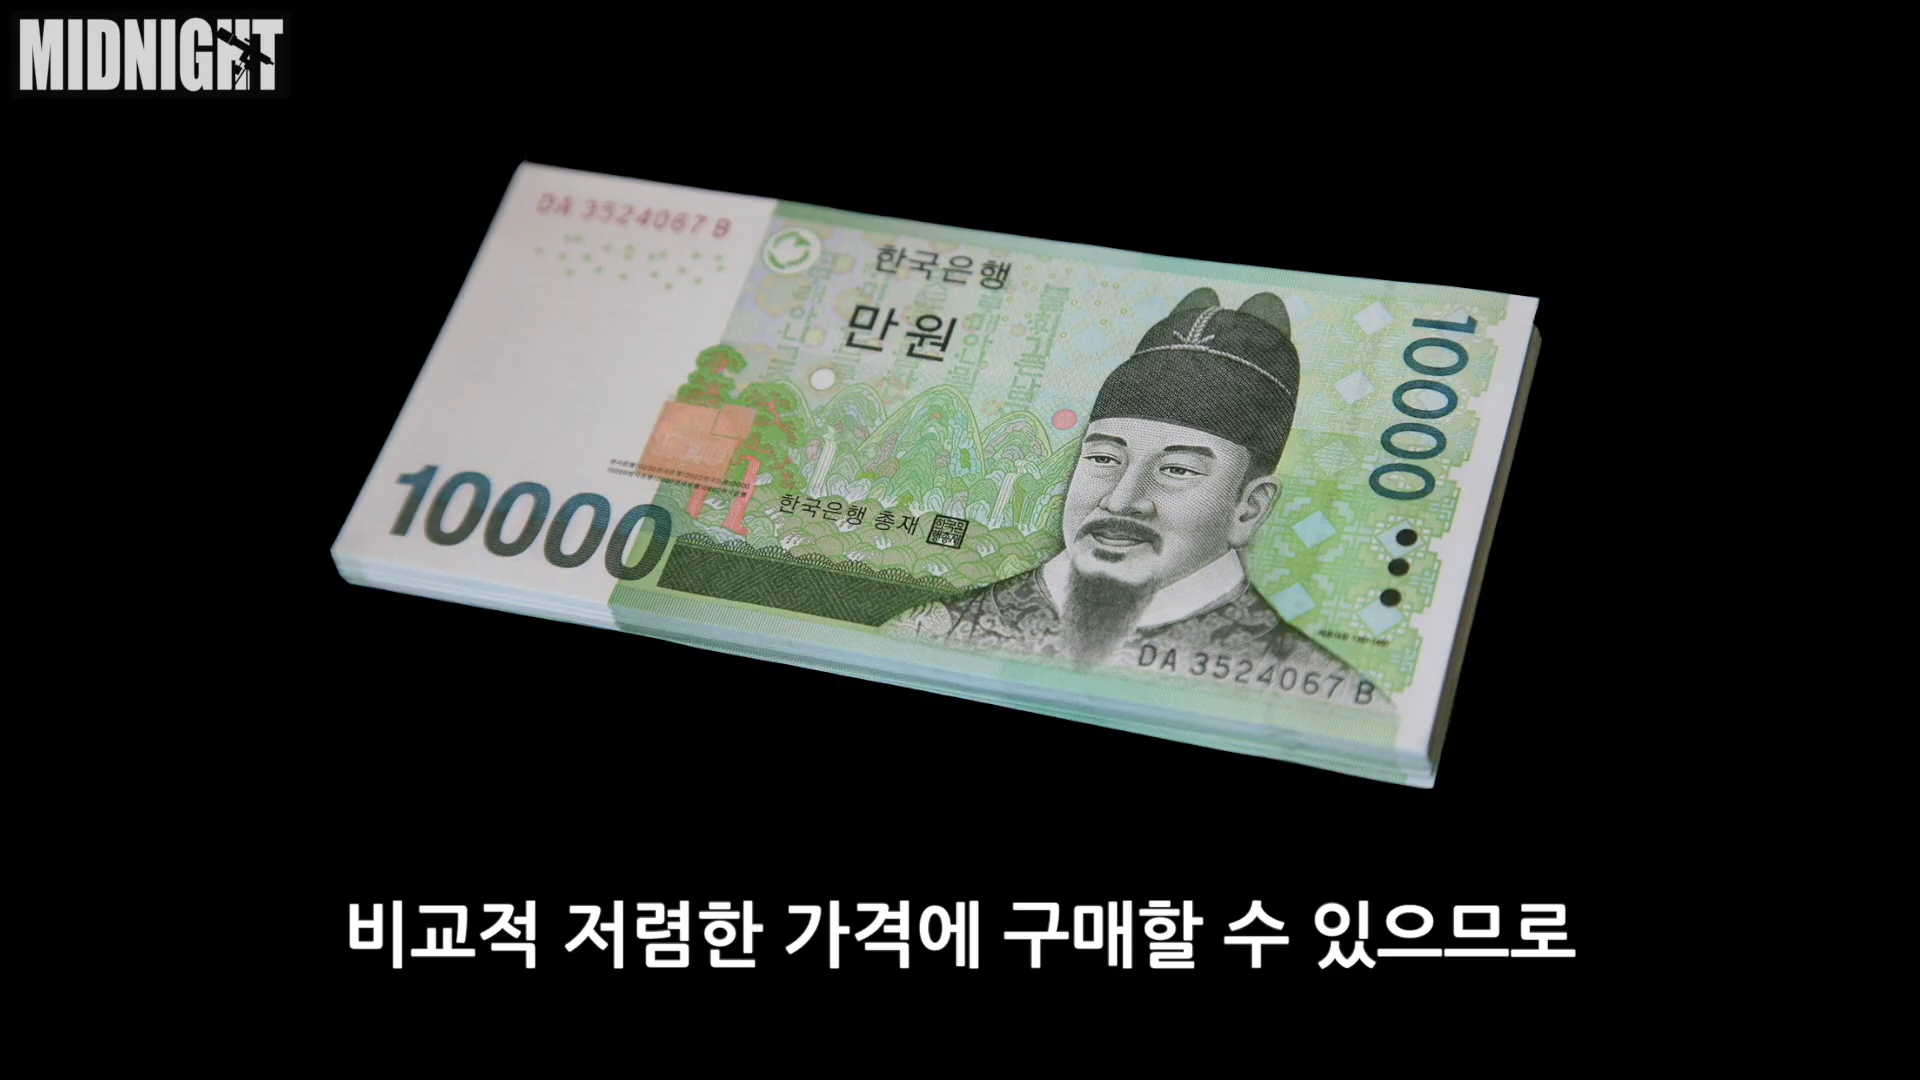 MIDNIGHT
DA 3524067 B
한국은행
만원
10000
한국은행 총재
10000
DA 3524067 B
비교적 저렴한 가격에 구매할 수 있으므로